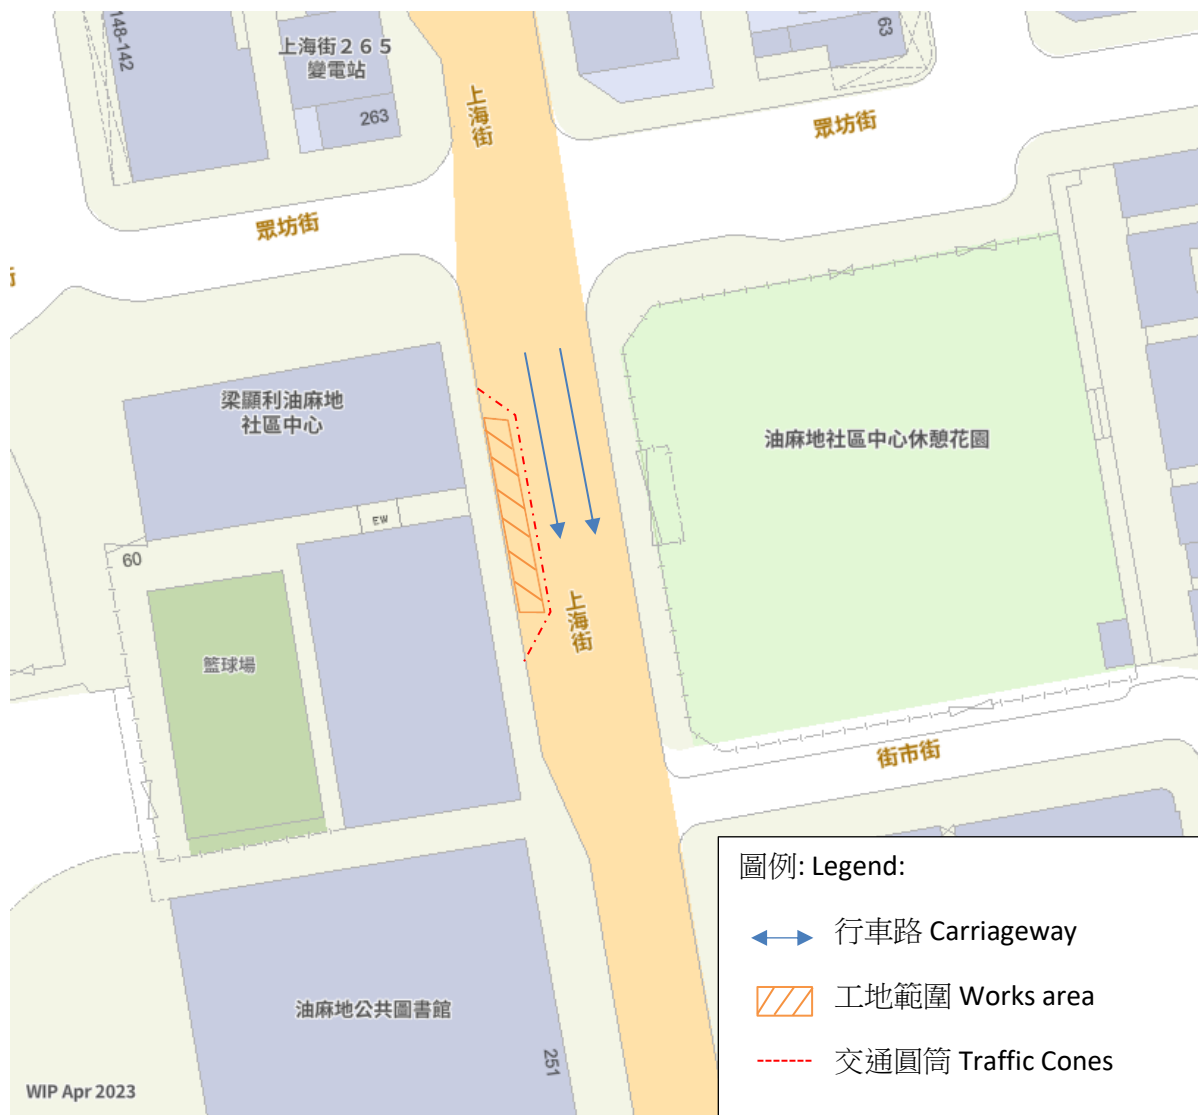 148-142
上海街２６５
變電站
263
上海街
63
眾坊街
眾坊街
街
梁顯利油麻地
社區中心
油麻地社區中心休憩花園
EW
60
上海街
籃球場
街市街
油麻地公共圖書館
251
圖例: Legend:
行車路 Carriageway
工地範圍 Works area
交通圓筒 Traffic Cones
WIP Apr 2023